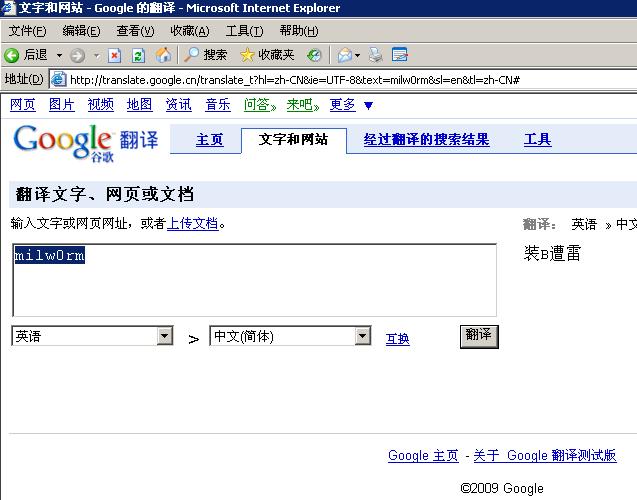 文字和网站 - Google 的翻译 - Microsoft Internet Explorer
文件(F) 编辑(E) 查看(V) 收藏(A) 工具(T) 帮助(H)
后退 搜索 收藏夹
地址(D) http://translate.google.cn/translate_t?hl=zh-CN&ie=UTF-8&text=milw0rm&sl=en&tl=zh-CN#
网页 图片 视频 地图 资讯 音乐 问答» 来吧» 更多 ▼
Google 谷歌 翻译 主页 文字和网站 经过翻译的搜索结果 工具
翻译文字、网页或文档
输入文字或网页网址，或者上传文档。
milw0rm
英语 > 中文(简体) 互换 翻译
翻译： 英语 » 中文
装B遭雷
Google 主页 - 关于 Google 翻译测试版
©2009 Google